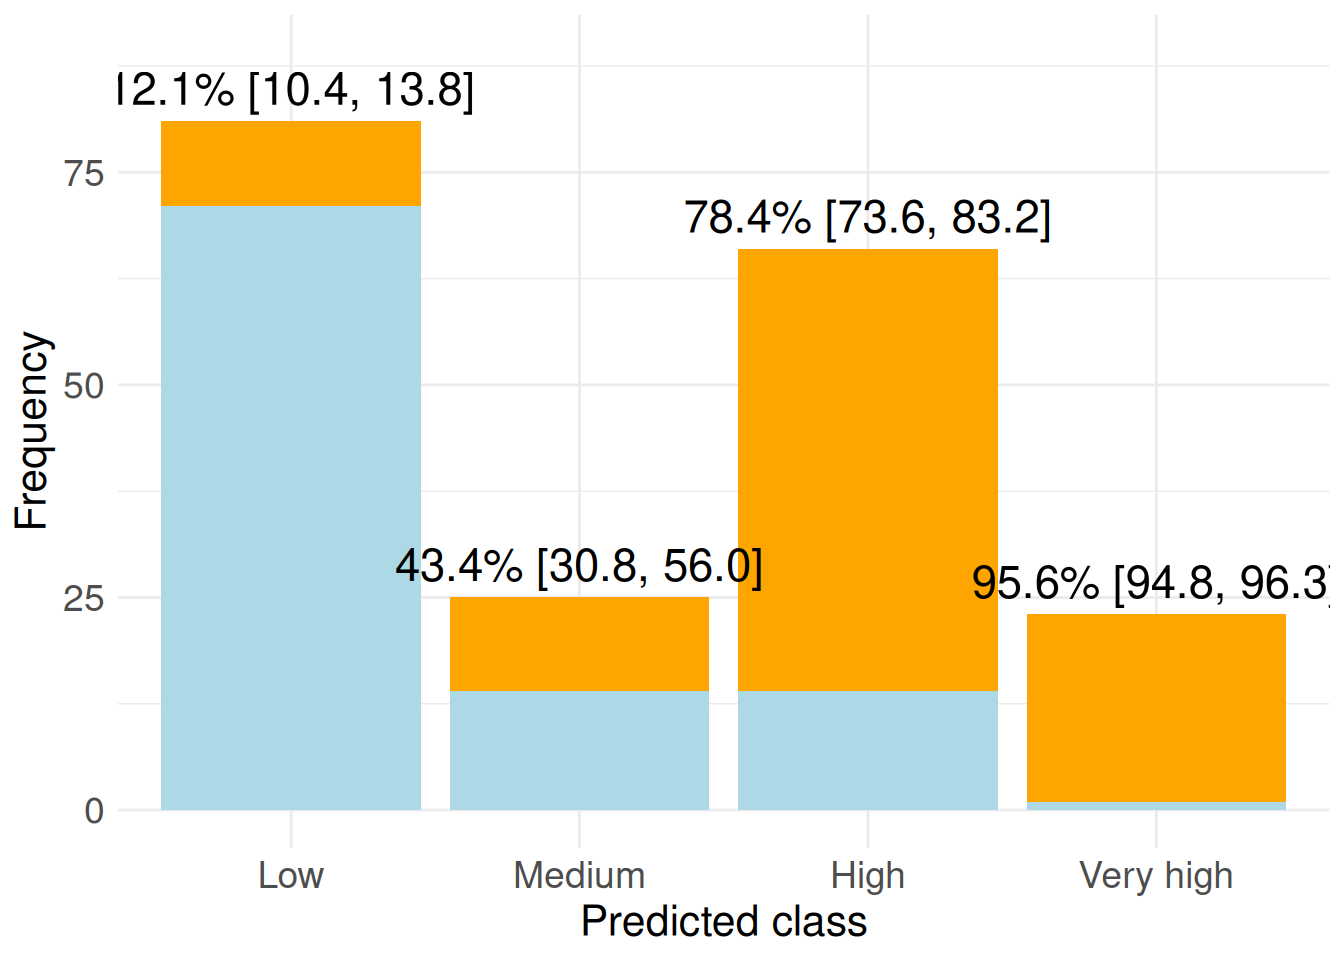 12.1% [10.4, 13.8]
78.4% [73.6, 83.2]
43.4% [30.8, 56.0]
95.6% [94.8, 96.3]
75
50
25
0
Frequency
Low Medium High Very high
Predicted class